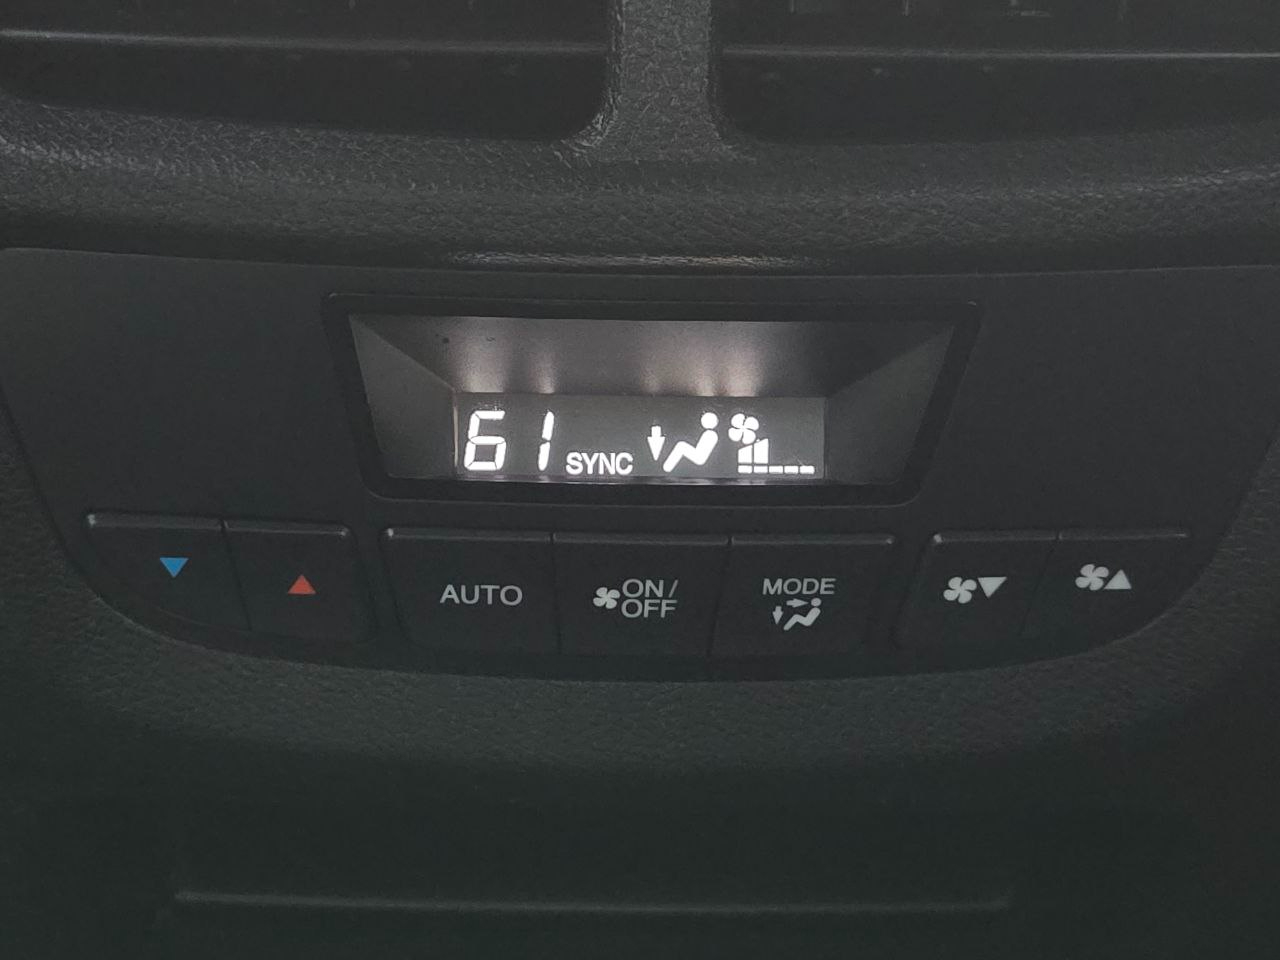 61 SYNC
AUTO
ON/
OFF
MODE